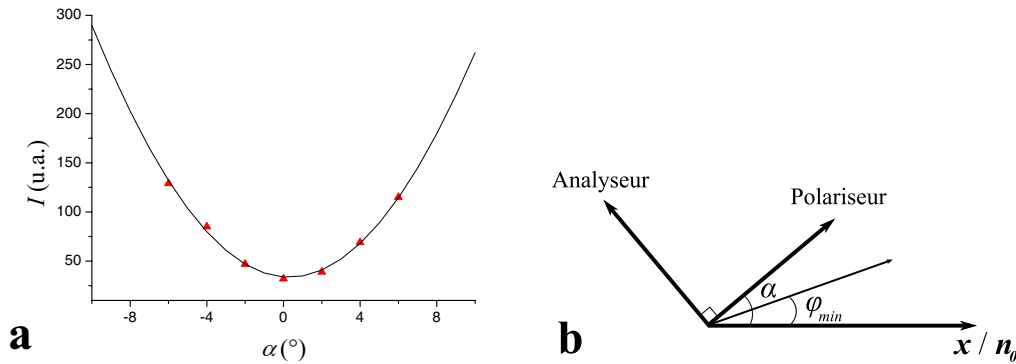 300
250
200
150
100
50
I (u.a.)
-8
-4
0
4
8
α (°)
a
Analyseur
Polariseur
α
φmin
x / n0
b